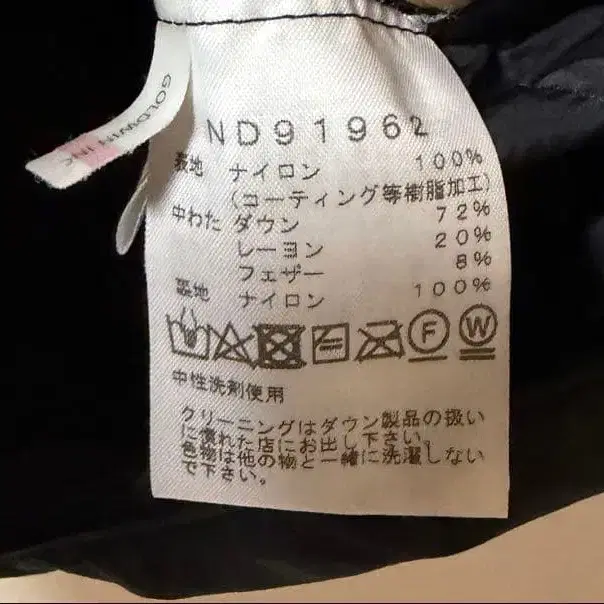 GOLDWIN INC.
ND91962
表地 ナイロン 100%
(コーティング等樹脂加工)
中わた ダウン 72%
レーヨン 20%
フェザー 8%
裏地 ナイロン 100%
F W
中性洗剤使用
クリーニングはダウン製品の扱い
に慣れた店にお出し下さい。
色物は他の物と一緒に洗濯しない
で下さい。